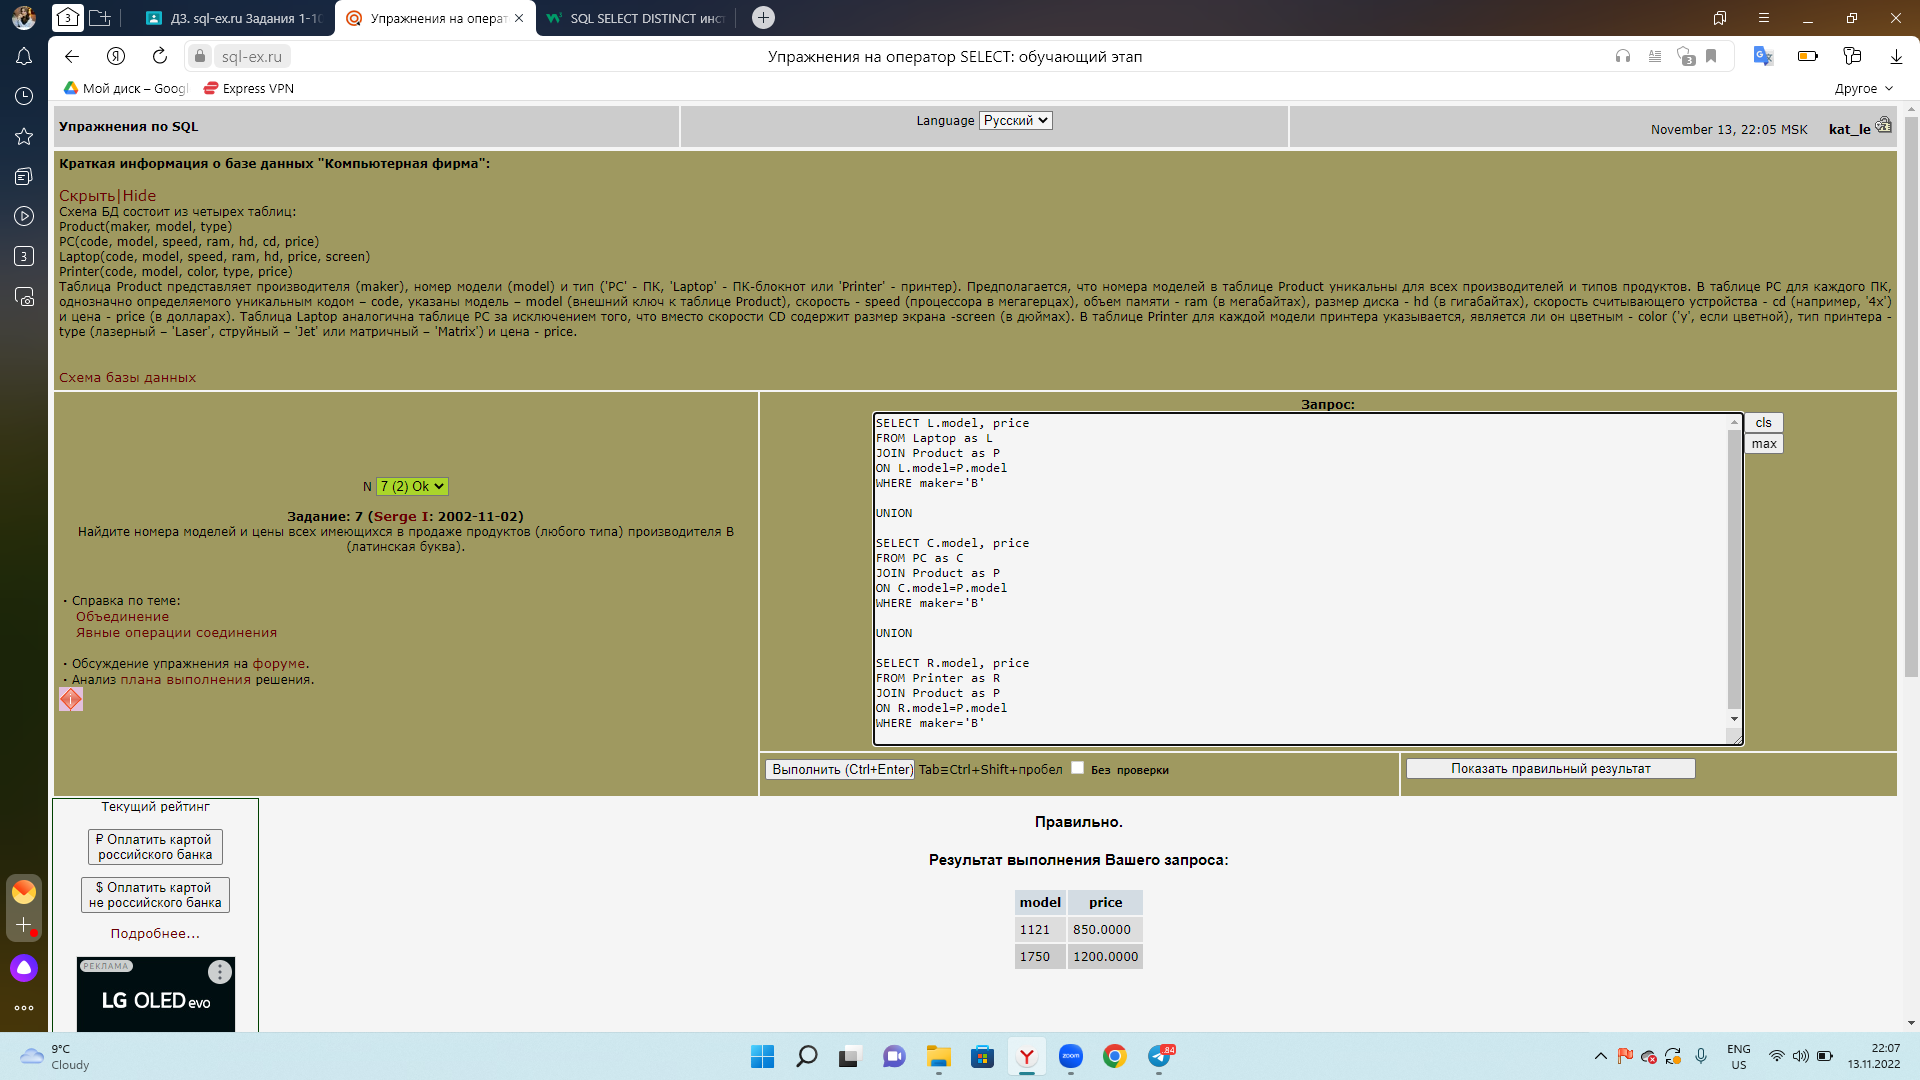 ДЗ. sql-ex.ru Задания 1-10
Упражнения на операт
SQL SELECT DISTINCT инст
sql-ex.ru
Упражнения на оператор SELECT: обучающий этап
3
Мой диск – Googl
Express VPN
Другое
Упражнения по SQL
Language Русский
November 13, 22:05 MSK kat_le
Краткая информация о базе данных "Компьютерная фирма":
Скрыть|Hide
Схема БД состоит из четырех таблиц:
Product(maker, model, type)
PC(code, model, speed, ram, hd, cd, price)
Laptop(code, model, speed, ram, hd, price, screen)
Printer(code, model, color, type, price)
Таблица Product представляет производителя (maker), номер модели (model) и тип ('PC' - ПК, 'Laptop' - ПК-блокнот или 'Printer' - принтер). Предполагается, что номера моделей в таблице Product уникальны для всех производителей и типов продуктов. В таблице PC для каждого ПК,
однозначно определяемого уникальным кодом – code, указаны модель – model (внешний ключ к таблице Product), скорость - speed (процессора в мегагерцах), объем памяти - ram (в мегабайтах), размер диска - hd (в гигабайтах), скорость считывающего устройства - cd (например, '4x')
и цена - price (в долларах). Таблица Laptop аналогична таблице РС за исключением того, что вместо скорости CD содержит размер экрана -screen (в дюймах). В таблице Printer для каждой модели принтера указывается, является ли он цветным - color ('y', если цветной), тип принтера -
type (лазерный – 'Laser', струйный – 'Jet' или матричный – 'Matrix') и цена - price.
Схема базы данных
N 7 (2) Ok
Задание: 7 (Serge I: 2002-11-02)
Найдите номера моделей и цены всех имеющихся в продаже продуктов (любого типа) производителя B
(латинская буква).
· Справка по теме:
Объединение
Явные операции соединения
· Обсуждение упражнения на форуме.
· Анализ плана выполнения решения.
Запрос:
SELECT L.model, price
FROM Laptop as L
JOIN Product as P
ON L.model=P.model
WHERE maker='B'
UNION
SELECT C.model, price
FROM PC as C
JOIN Product as P
ON C.model=P.model
WHERE maker='B'
UNION
SELECT R.model, price
FROM Printer as R
JOIN Product as P
ON R.model=P.model
WHERE maker='B'
cls
max
Выполнить (Ctrl+Enter) Tab≡Ctrl+Shift+пробел Без проверки
Показать правильный результат
Текущий рейтинг
₽ Оплатить картой
российского банка
$ Оплатить картой
не российского банка
Подробнее...
РЕКЛАМА
LG OLED evo
Правильно.
Результат выполнения Вашего запроса:
model price
1121 850.0000
1750 1200.0000
9°C
Cloudy
zoom
84
ENG
US
22:07
13.11.2022